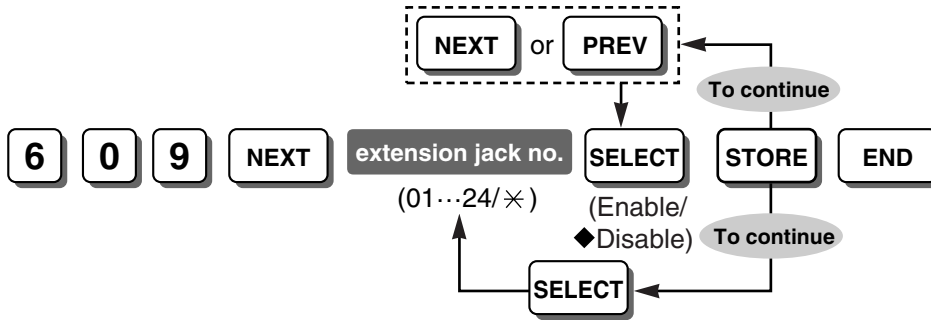 NEXT or PREV
To continue
6 0 9 NEXT extension jack no. SELECT STORE END
(01···24/✳)
(Enable/
◆Disable)
To continue
SELECT